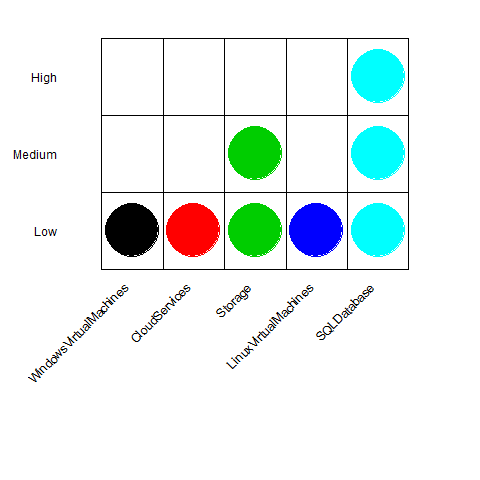 High
Medium
Low
WindowsVirtualMachines
CloudServices
Storage
LinuxVirtualMachines
SQLDatabase